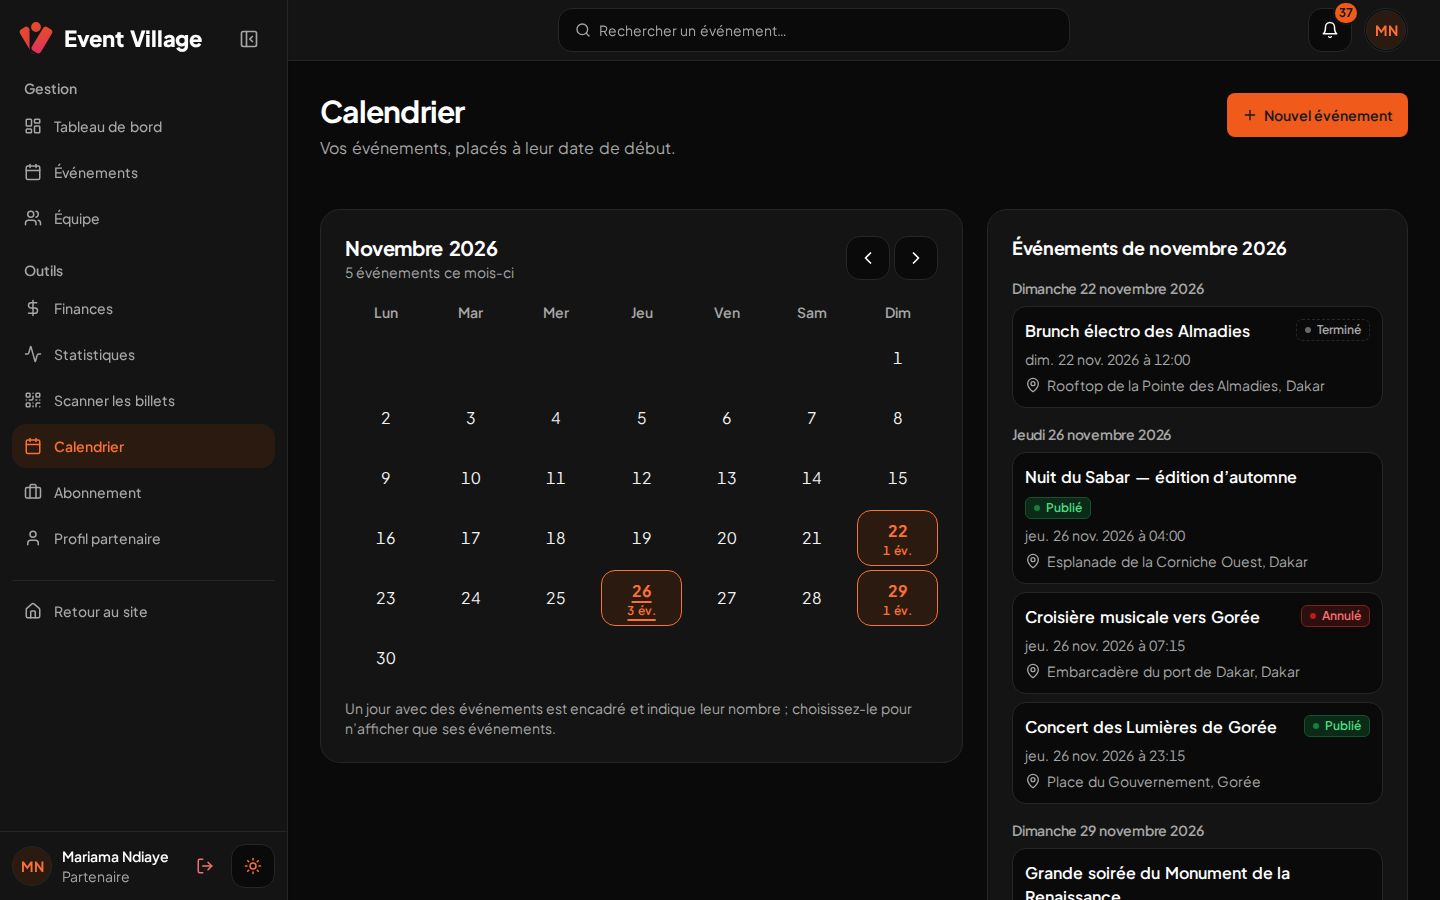 Event Village
Gestion
Tableau de bord
Événements
Équipe
Outils
Finances
Statistiques
Scanner les billets
Calendrier
Abonnement
Profil partenaire
Retour au site
MN
Mariama Ndiaye
Partenaire
Rechercher un événement...
37
MN
Calendrier
Vos événements, placés à leur date de début.
Nouvel événement
Novembre 2026
5 événements ce mois-ci
Lun Mar Mer Jeu Ven Sam Dim
1
2 3 4 5 6 7 8
9 10 11 12 13 14 15
16 17 18 19 20 21 22
1 év.
23 24 25 26 27 28 29
3 év. 1 év.
30
Un jour avec des événements est encadré et indique leur nombre ; choisissez-le pour
n’afficher que ses événements.
Événements de novembre 2026
Dimanche 22 novembre 2026
Brunch électro des Almadies
Terminé
dim. 22 nov. 2026 à 12:00
Rooftop de la Pointe des Almadies, Dakar
Jeudi 26 novembre 2026
Nuit du Sabar — édition d’automne
Publié
jeu. 26 nov. 2026 à 04:00
Esplanade de la Corniche Ouest, Dakar
Croisière musicale vers Gorée
Annulé
jeu. 26 nov. 2026 à 07:15
Embarcadère du port de Dakar, Dakar
Concert des Lumières de Gorée
Publié
jeu. 26 nov. 2026 à 23:15
Place du Gouvernement, Gorée
Dimanche 29 novembre 2026
Grande soirée du Monument de la
Renaissance